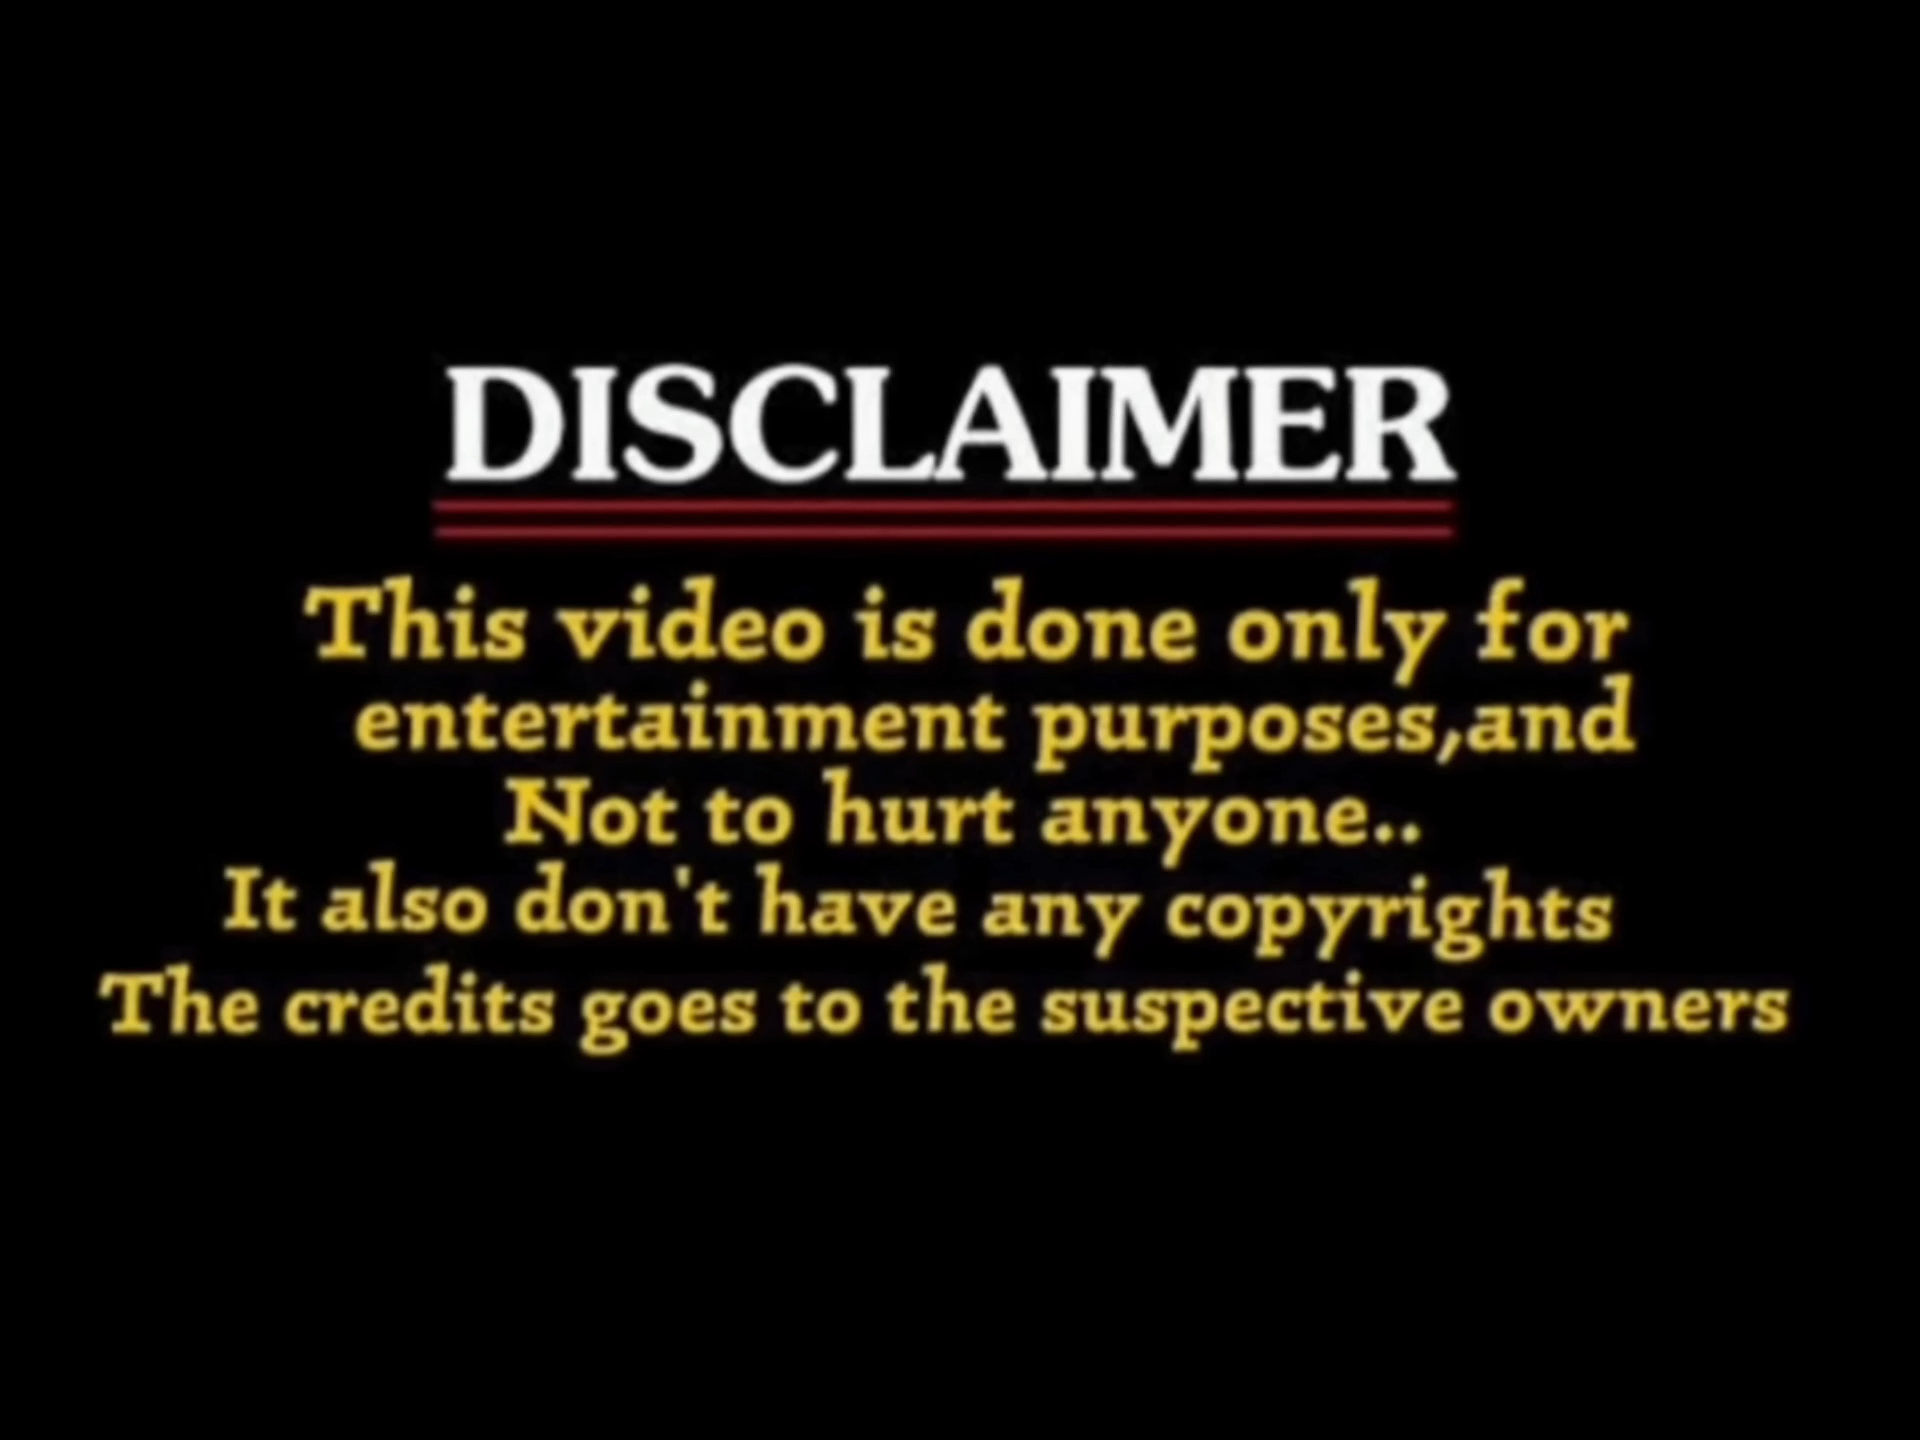 DISCLAIMER
This video is done only for
entertainment purposes,and
Not to hurt anyone..
It also don't have any copyrights
The credits goes to the suspective owners